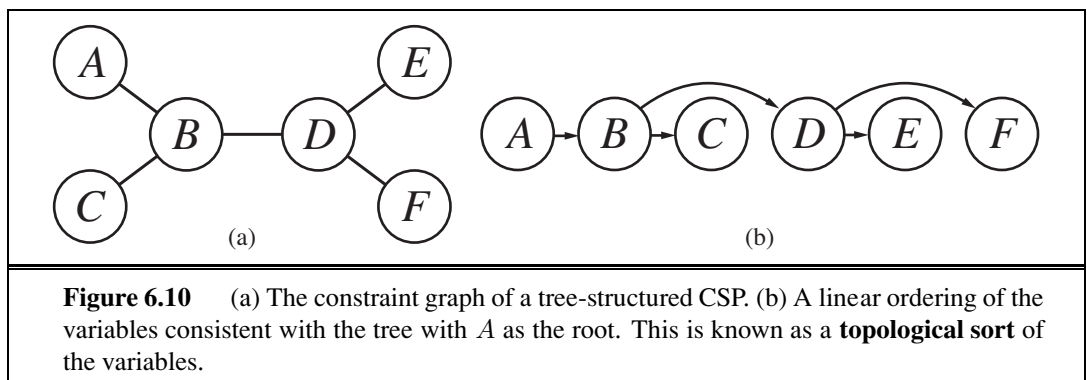 A E
B D A B C D E F
C F
(a) (b)
Figure 6.10 (a) The constraint graph of a tree-structured CSP. (b) A linear ordering of the
variables consistent with the tree with A as the root. This is known as a topological sort of
the variables.